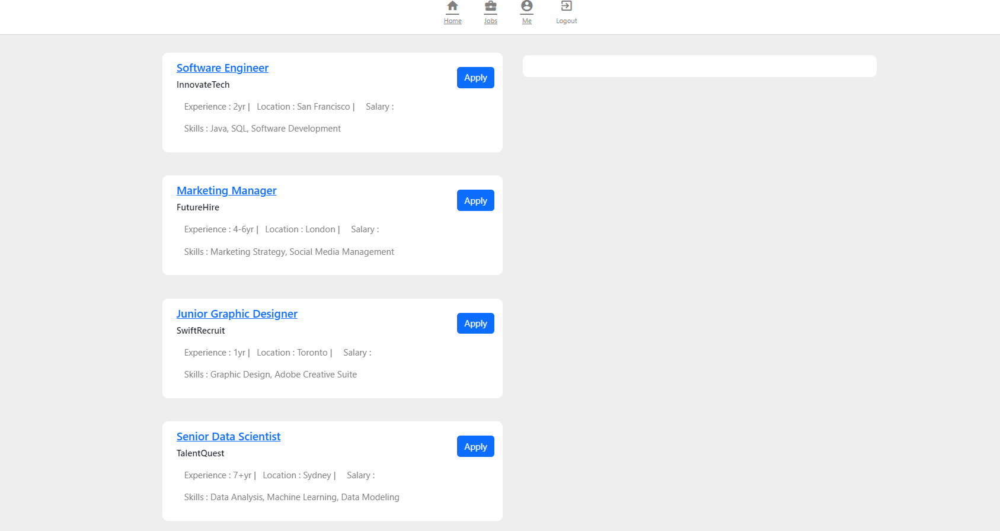 Home Jobs Me Logout
Software Engineer
Apply
InnovateTech
Experience : 2yr | Location : San Francisco | Salary :
Skills : Java, SQL, Software Development
Marketing Manager
Apply
FutureHire
Experience : 4-6yr | Location : London | Salary :
Skills : Marketing Strategy, Social Media Management
Junior Graphic Designer
Apply
SwiftRecruit
Experience : 1yr | Location : Toronto | Salary :
Skills : Graphic Design, Adobe Creative Suite
Senior Data Scientist
Apply
TalentQuest
Experience : 7+yr | Location : Sydney | Salary :
Skills : Data Analysis, Machine Learning, Data Modeling